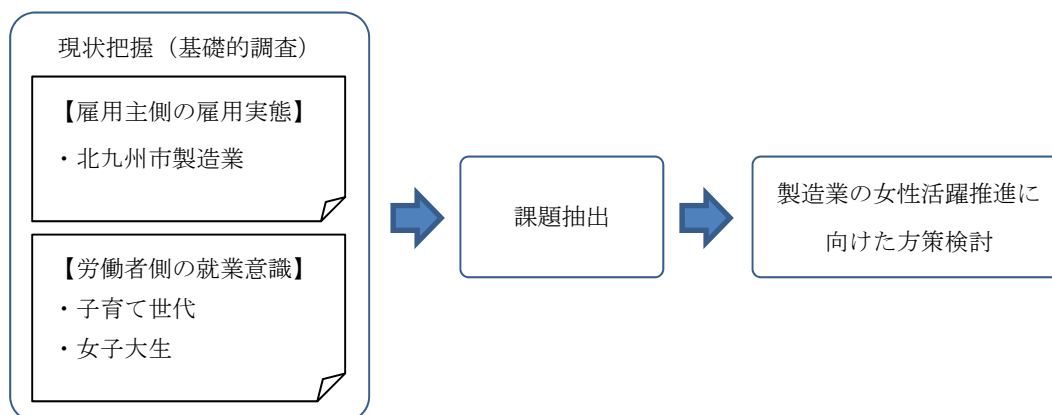 現状把握（基礎的調査）
【雇用主側の雇用実態】
・北九州市製造業
【労働者側の就業意識】
・子育て世代
・女子大生
課題抽出
製造業の女性活躍推進に
向けた方策検討